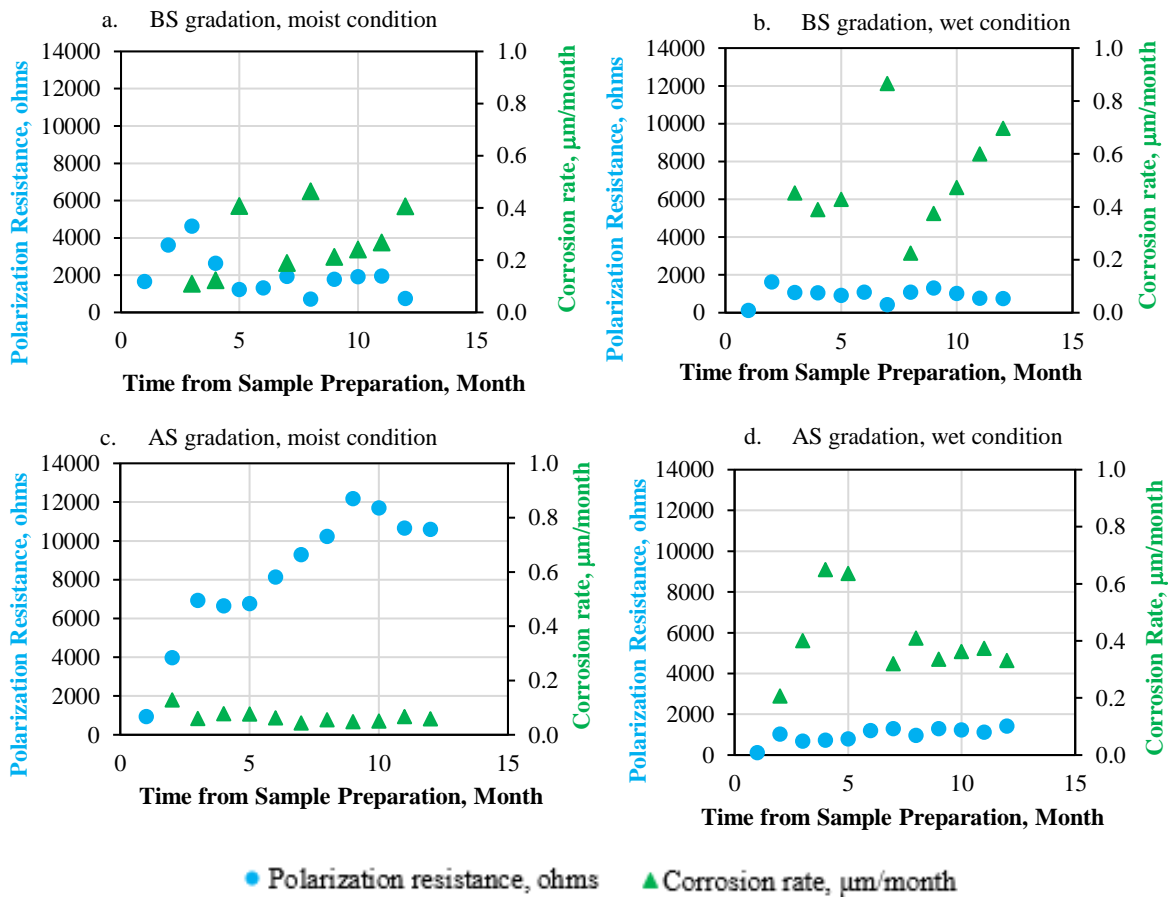 a. BS gradation, moist condition
14000
12000
10000
8000
6000
4000
2000
0
Polarization Resistance, ohms
1.0
0.8
0.6
0.4
0.2
0.0
Corrosion rate, μm/month
0 5 10 15
Time from Sample Preparation, Month
b. BS gradation, wet condition
14000
12000
10000
8000
6000
4000
2000
0
Polarization Resistance, ohms
1.0
0.8
0.6
0.4
0.2
0.0
Corrosion rate, μm/month
0 5 10 15
Time from Sample Preparation, Month
c. AS gradation, moist condition
14000
12000
10000
8000
6000
4000
2000
0
Polarization Resistance, ohms
1.0
0.8
0.6
0.4
0.2
0.0
Corrosion rate, μm/month
0 5 10 15
Time from Sample Preparation, Month
d. AS gradation, wet condition
14000
12000
10000
8000
6000
4000
2000
0
Polarization Resistance, ohms
1.0
0.8
0.6
0.4
0.2
0.0
Corrosion Rate, μm/month
0 5 10 15
Time from Sample Preparation, Month
Polarization resistance, ohms
Corrosion rate, μm/month